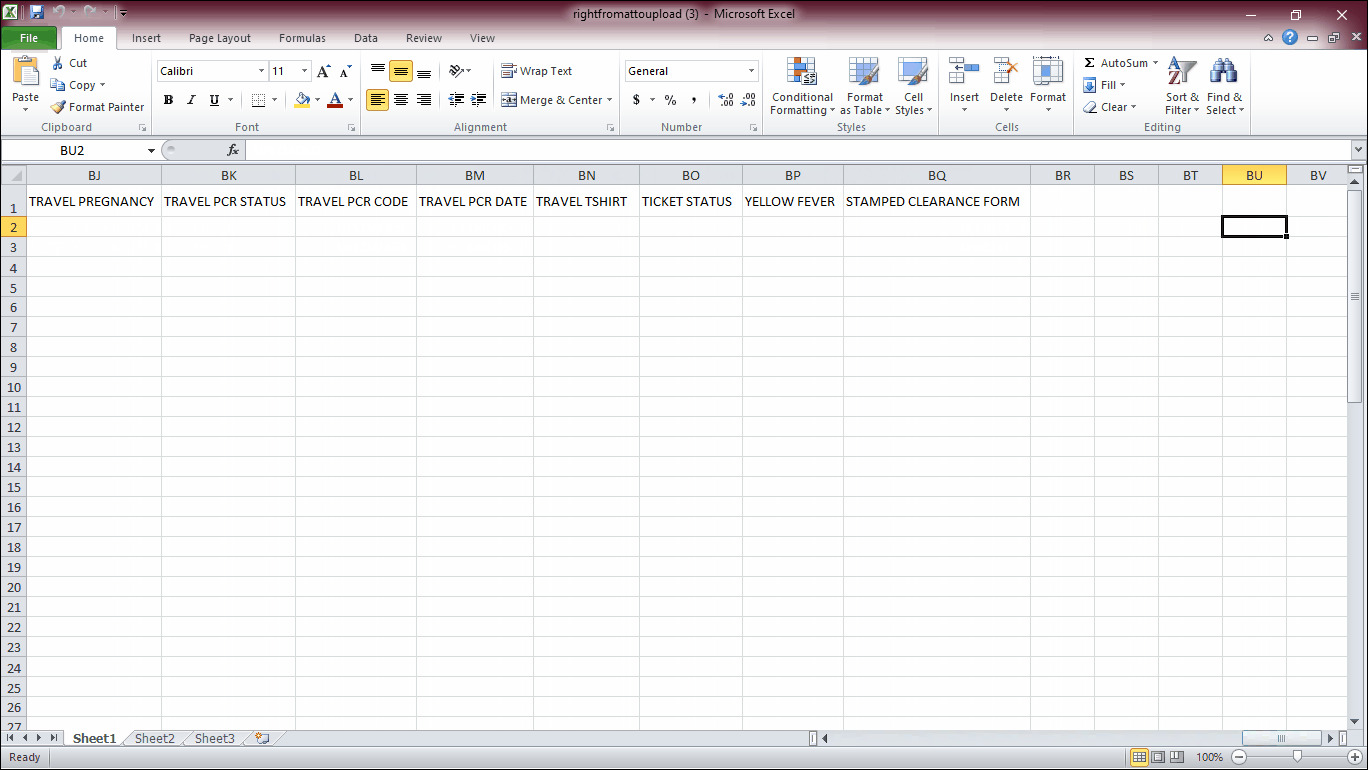 rightfromattoupload (3) - Microsoft Excel
File Home Insert Page Layout Formulas Data Review View
Paste
Cut
Copy
Format Painter
Clipboard
Calibri 11
B I U
Font
Wrap Text
Merge & Center
Alignment
General
$ % ,
Number
Conditional Formatting
Format as Table
Cell Styles
Styles
Insert
Delete
Format
Cells
Σ AutoSum
Fill
Clear
Sort & Filter
Find & Select
Editing
BU2 fx
BJ BK BL BM BN BO BP BQ BR BS BT BU BV
1 TRAVEL PREGNANCY TRAVEL PCR STATUS TRAVEL PCR CODE TRAVEL PCR DATE TRAVEL TSHIRT TICKET STATUS YELLOW FEVER STAMPED CLEARANCE FORM
2
3
4
5
6
7
8
9
10
11
12
13
14
15
16
17
18
19
20
21
22
23
24
25
26
27
Sheet1 Sheet2 Sheet3
Ready 100%